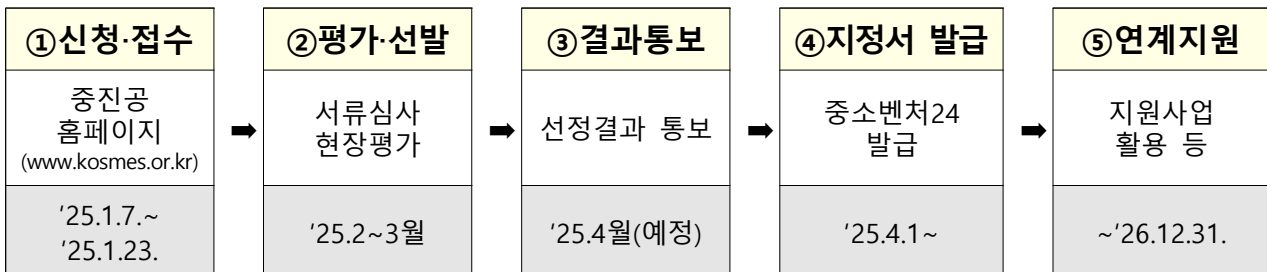 ①신청·접수
중진공
홈페이지
(www.kosmes.or.kr)
'25.1.7.~
'25.1.23.
➡
②평가·선발
서류심사
현장평가
'25.2~3월
➡
③결과통보
선정결과 통보
'25.4월(예정)
➡
④지정서 발급
중소벤처24
발급
'25.4.1~
➡
⑤연계지원
지원사업
활용 등
~'26.12.31.